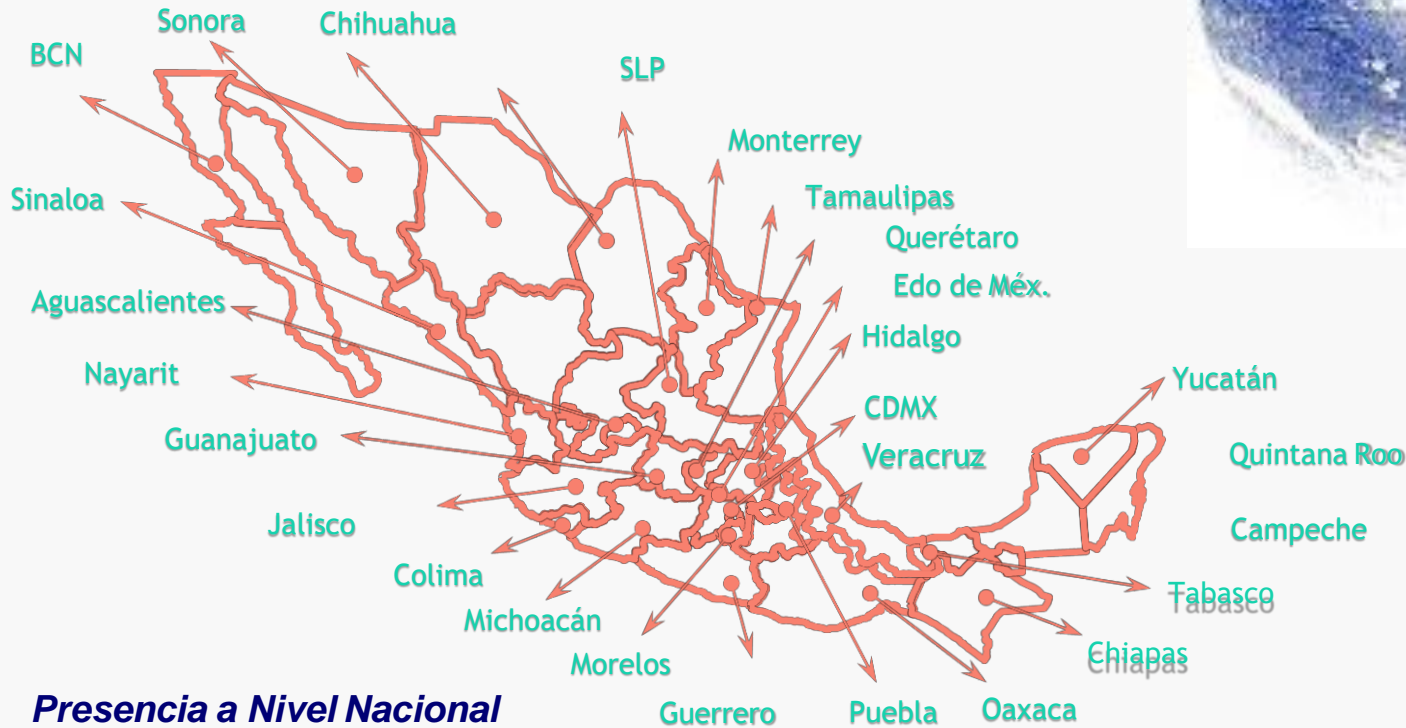 Sonora
Chihuahua
BCN
SLP
Monterrey
Sinaloa
Tamaulipas
Querétaro
Edo de Méx.
Aguascalientes
Hidalgo
Nayarit
Yucatán
CDMX
Guanajuato
Veracruz
Quintana Roo
Jalisco
Campeche
Colima
Tabasco
Michoacán
Chiapas
Morelos
Presencia a Nivel Nacional
Guerrero
Puebla
Oaxaca